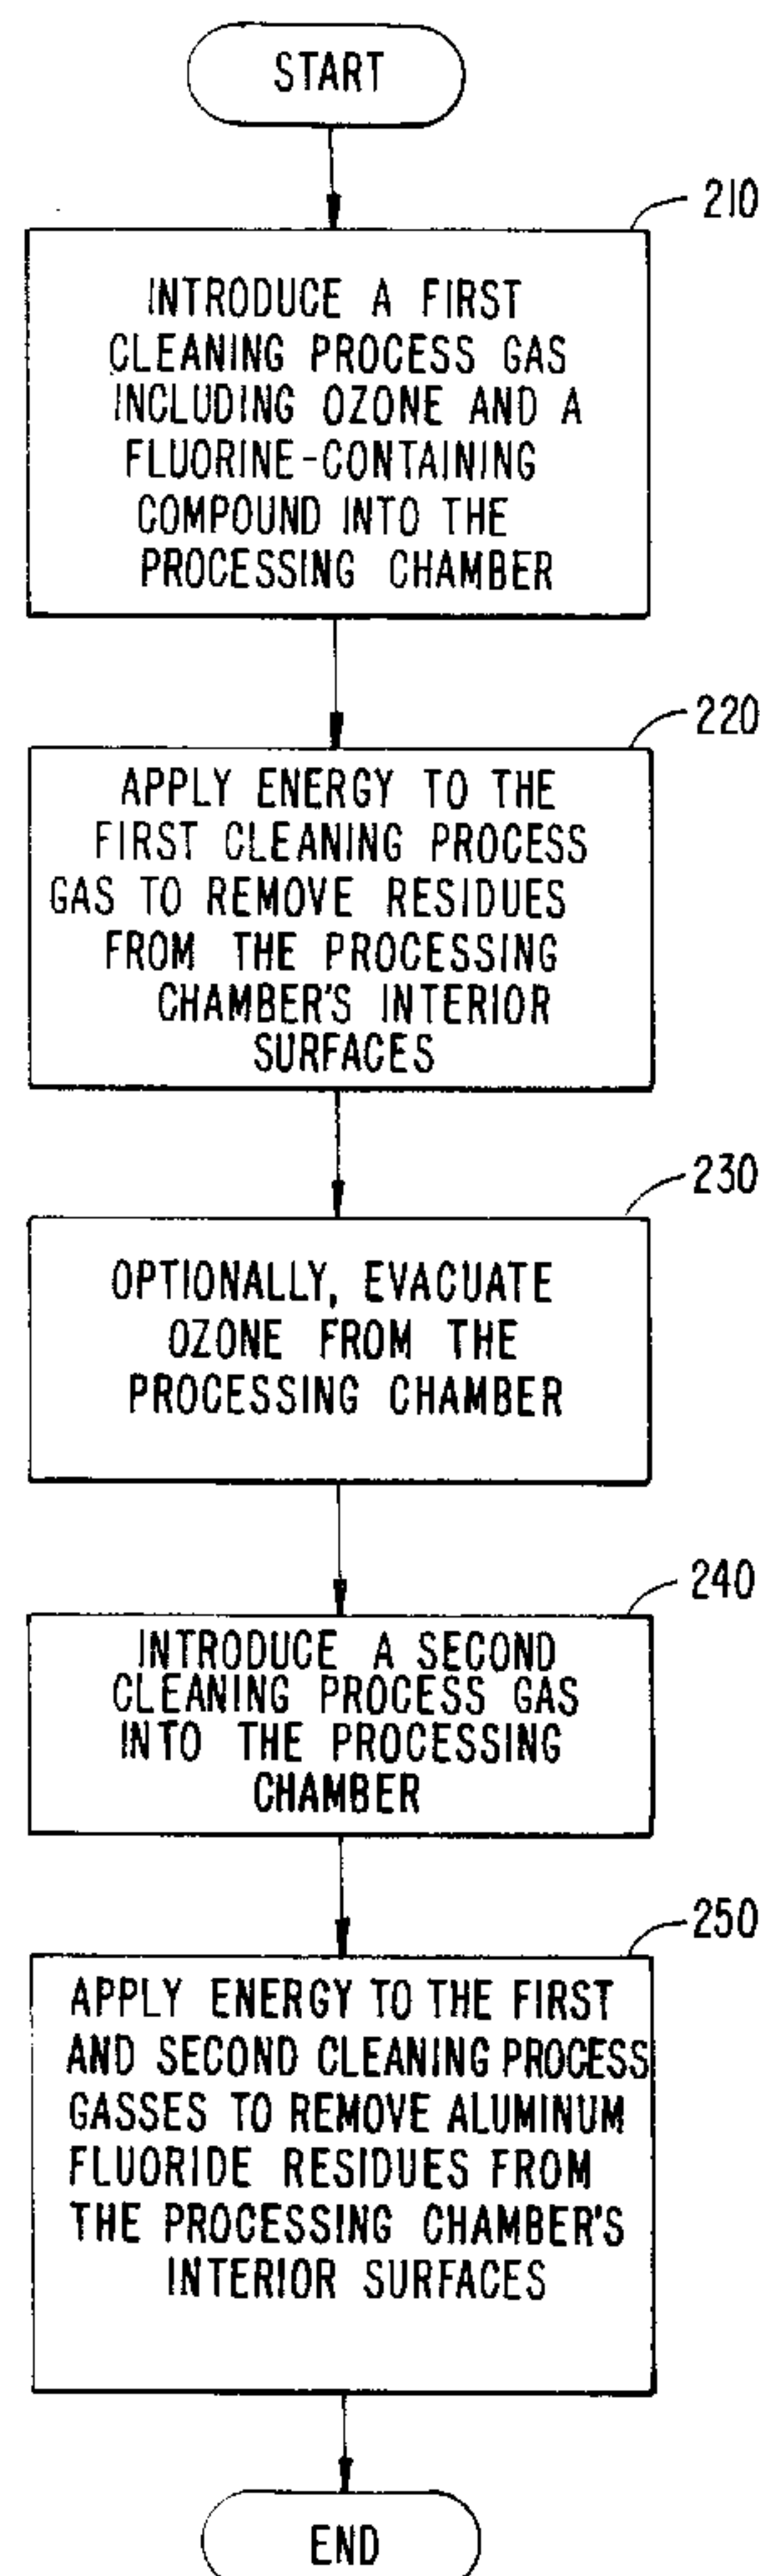 START
210
INTRODUCE A FIRST
CLEANING PROCESS GAS
INCLUDING OZONE AND A
FLUORINE-CONTAINING
COMPOUND INTO THE
PROCESSING CHAMBER
220
APPLY ENERGY TO THE
FIRST CLEANING PROCESS
GAS TO REMOVE RESIDUES
FROM THE PROCESSING
CHAMBER'S INTERIOR
SURFACES
230
OPTIONALLY, EVACUATE
OZONE FROM THE
PROCESSING CHAMBER
240
INTRODUCE A SECOND
CLEANING PROCESS GAS
INTO THE PROCESSING
CHAMBER
250
APPLY ENERGY TO THE FIRST
AND SECOND CLEANING PROCESS
GASSES TO REMOVE ALUMINUM
FLUORIDE RESIDUES FROM
THE PROCESSING CHAMBER'S
INTERIOR SURFACES
END